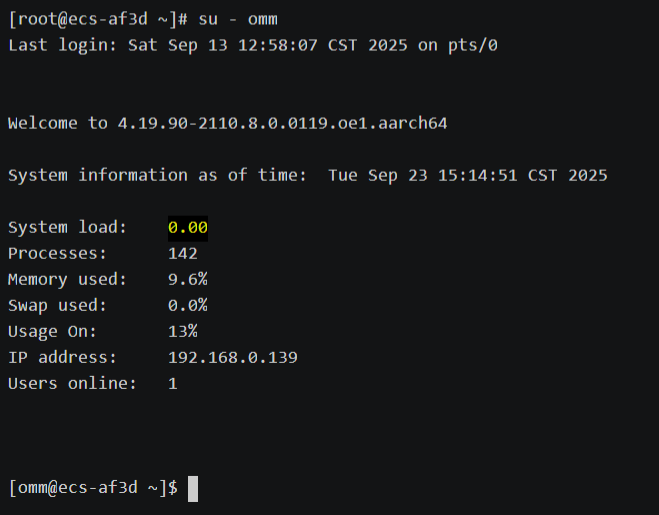 [root@ecs-af3d ~]# su - omm
Last login: Sat Sep 13 12:58:07 CST 2025 on pts/0
Welcome to 4.19.90-2110.8.0.0119.oe1.aarch64
System information as of time:  Tue Sep 23 15:14:51 CST 2025
System load:    0.00
Processes:      142
Memory used:    9.6%
Swap used:      0.0%
Usage On:       13%
IP address:     192.168.0.139
Users online:   1
[omm@ecs-af3d ~]$